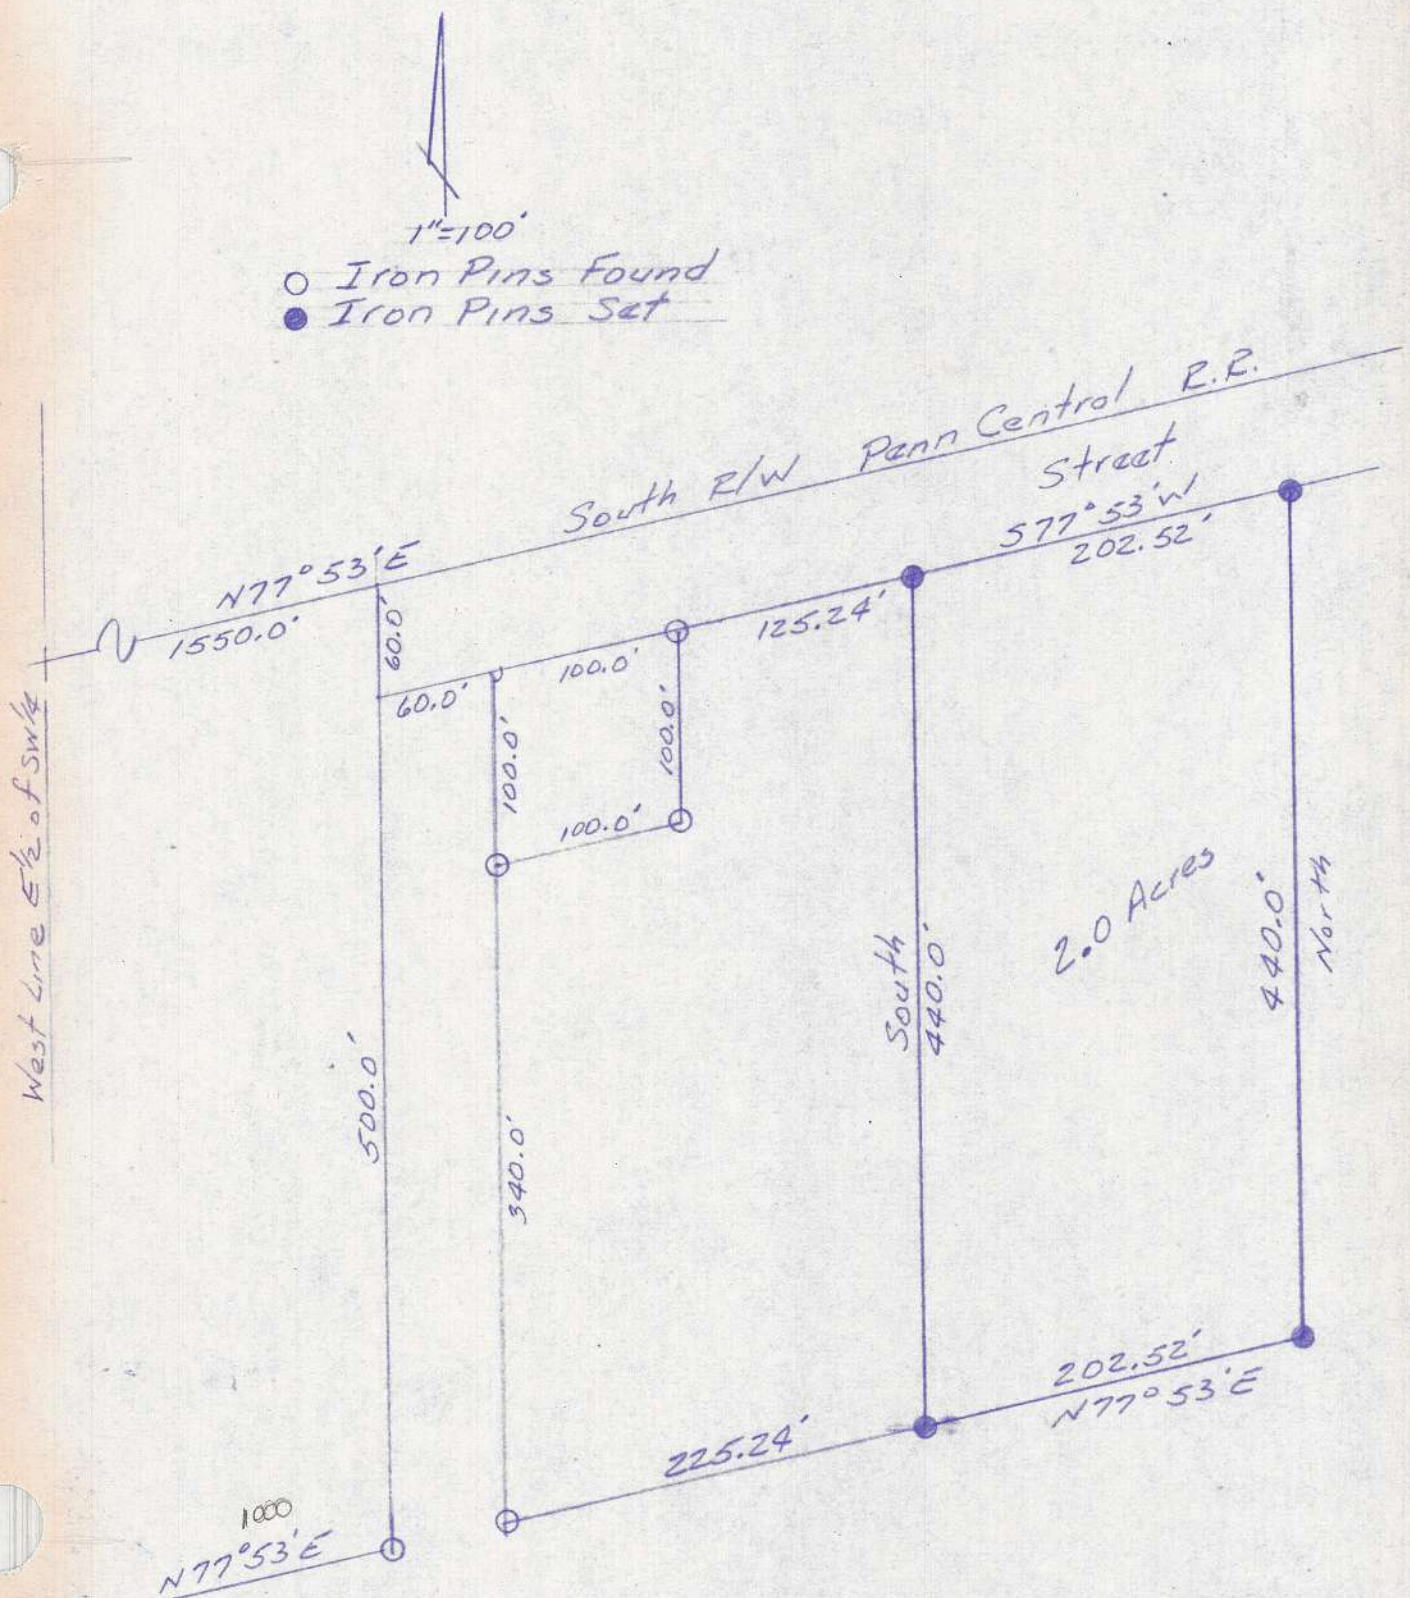 1"=100'
Iron Pins Found
Iron Pins Set
South R/W Penn Central R.R.
Street
S77°53'W
202.52'
N77°53'E
1550.0'
60.0'
60.0'
100.0'
125.24'
100.0'
100.0'
100.0'
West Line E½ of SW¼
2.0 Acres
South
440.0'
440.0'
North
500.0'
340.0'
202.52'
N77°53'E
225.24'
1000
N77°53'E